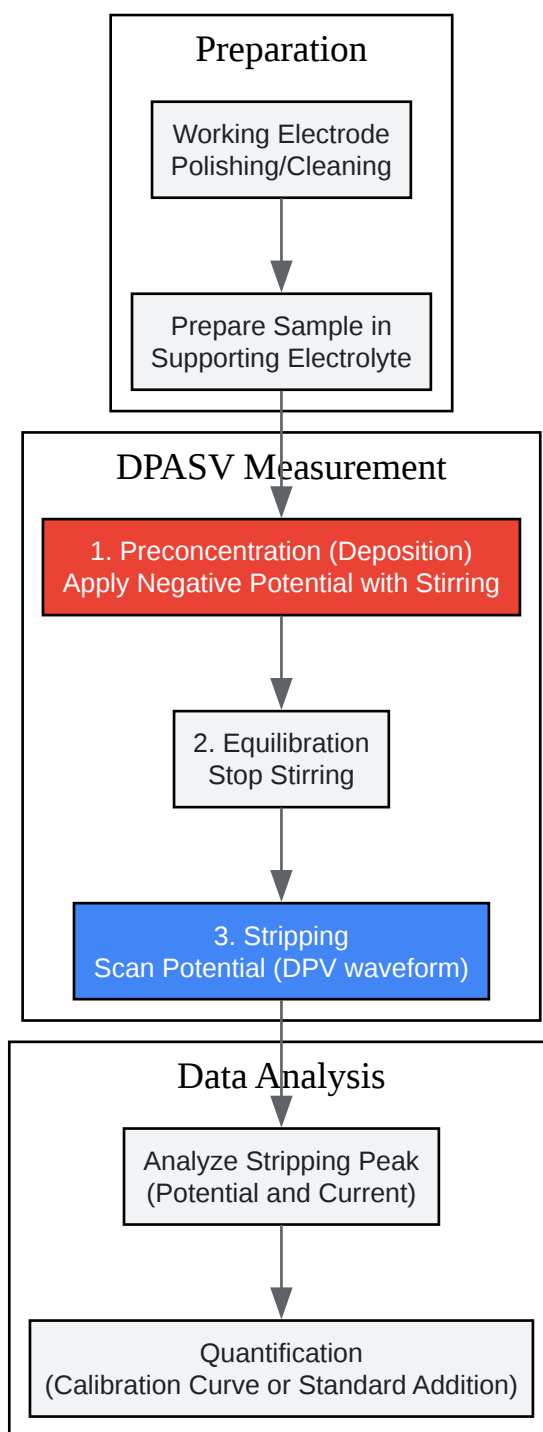 Preparation
Working Electrode
Polishing/Cleaning
Prepare Sample in
Supporting Electrolyte
DPASV Measurement
1. Preconcentration (Deposition)
Apply Negative Potential with Stirring
2. Equilibration
Stop Stirring
3. Stripping
Scan Potential (DPV waveform)
Data Analysis
Analyze Stripping Peak
(Potential and Current)
Quantification
(Calibration Curve or Standard Addition)